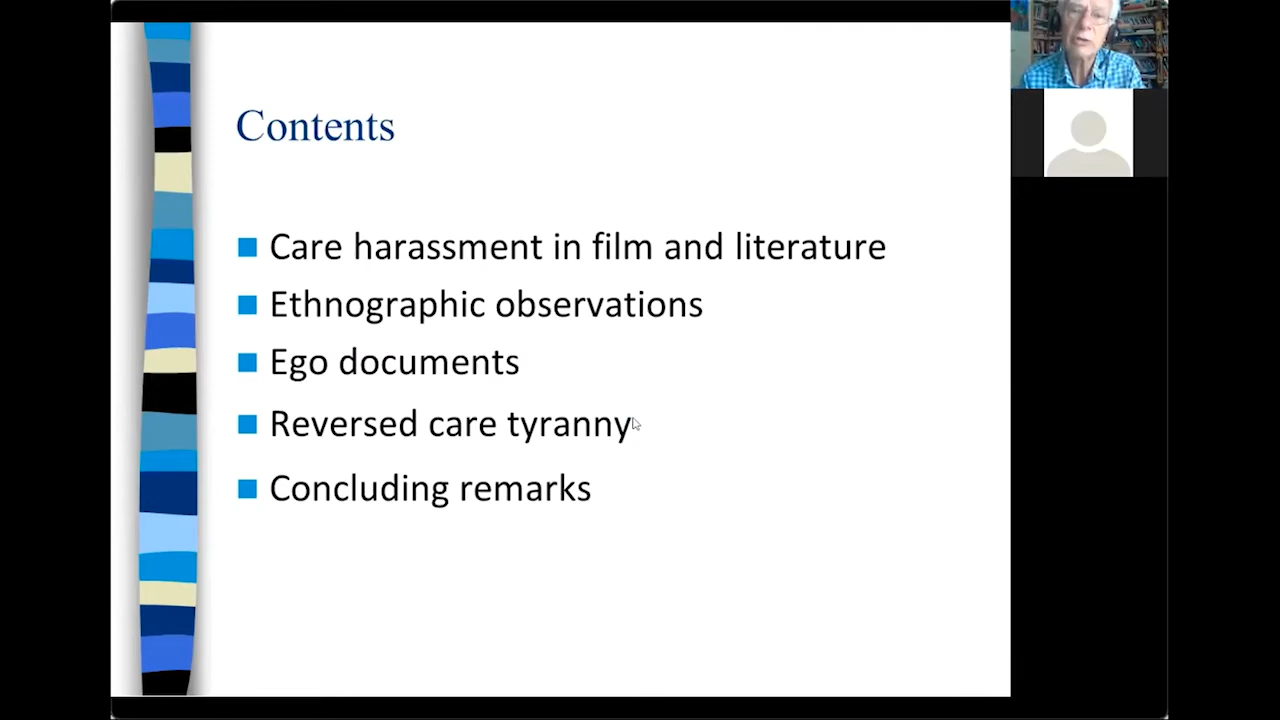 Contents
Care harassment in film and literature
Ethnographic observations
Ego documents
Reversed care tyranny
Concluding remarks